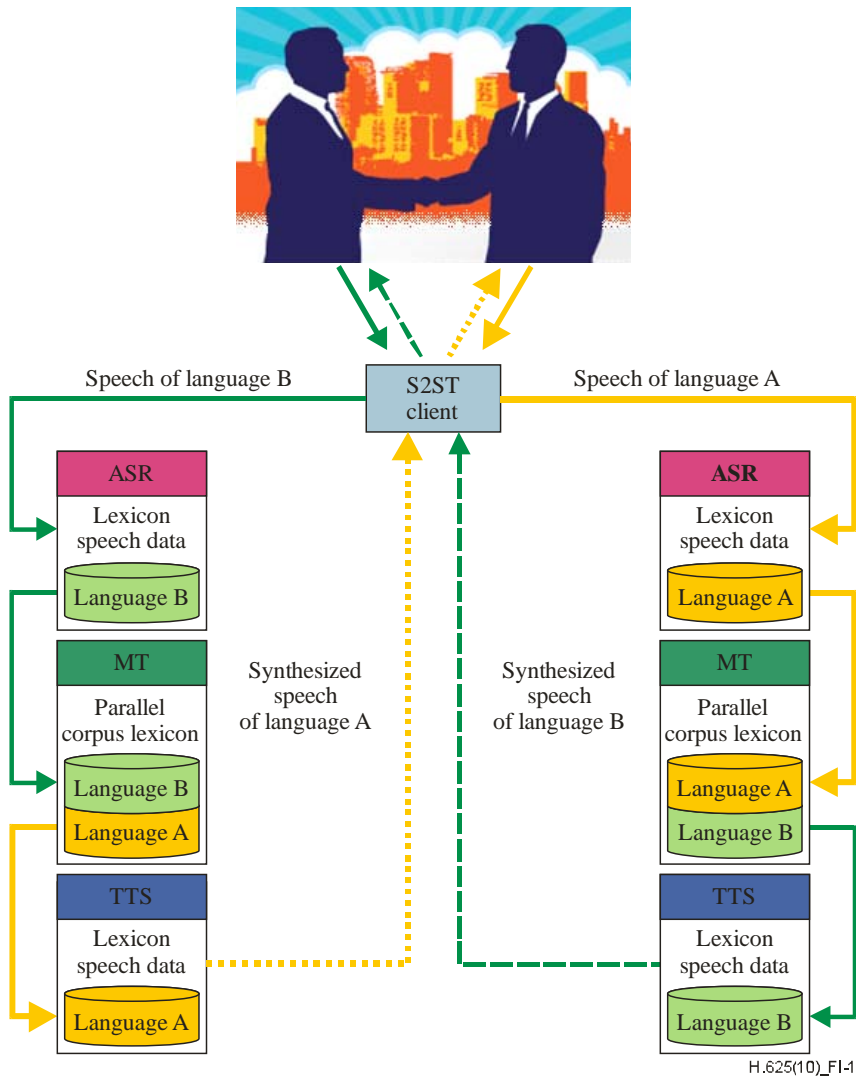 Speech of language B
S2ST
client
Speech of language A
ASR
Lexicon
speech data
Language B
MT
Parallel
corpus lexicon
Language B
Language A
TTS
Lexicon
speech data
Language A
Synthesized
speech
of language A
Synthesized
speech
of language B
ASR
Lexicon
speech data
Language A
MT
Parallel
corpus lexicon
Language A
Language B
TTS
Lexicon
speech data
Language B
H.625(10)_FI-1